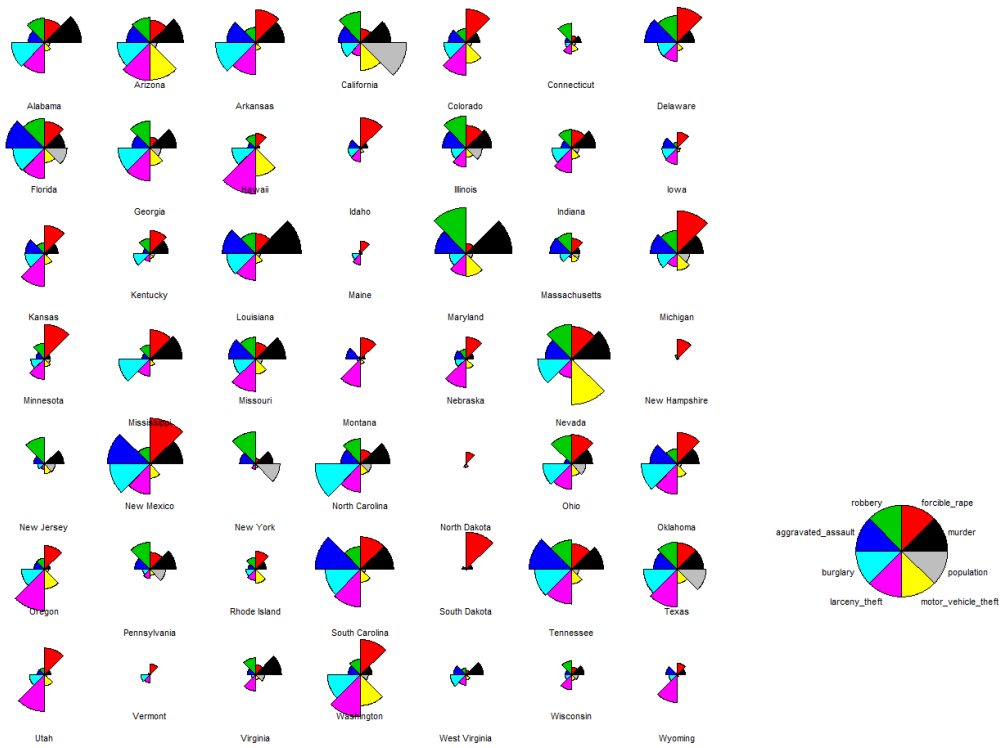 Alabama
Arizona
Arkansas
California
Colorado
Connecticut
Delaware
Florida
Georgia
Hawaii
Idaho
Illinois
Indiana
Iowa
Kansas
Kentucky
Louisiana
Maine
Maryland
Massachusetts
Michigan
Minnesota
Mississippi
Missouri
Montana
Nebraska
Nevada
New Hampshire
New Jersey
New Mexico
New York
North Carolina
North Dakota
Ohio
Oklahoma
Oregon
Pennsylvania
Rhode Island
South Carolina
South Dakota
Tennessee
Texas
Utah
Vermont
Virginia
Washington
West Virginia
Wisconsin
Wyoming
robbery
forcible_rape
aggravated_assault
murder
burglary
population
larceny_theft
motor_vehicle_theft